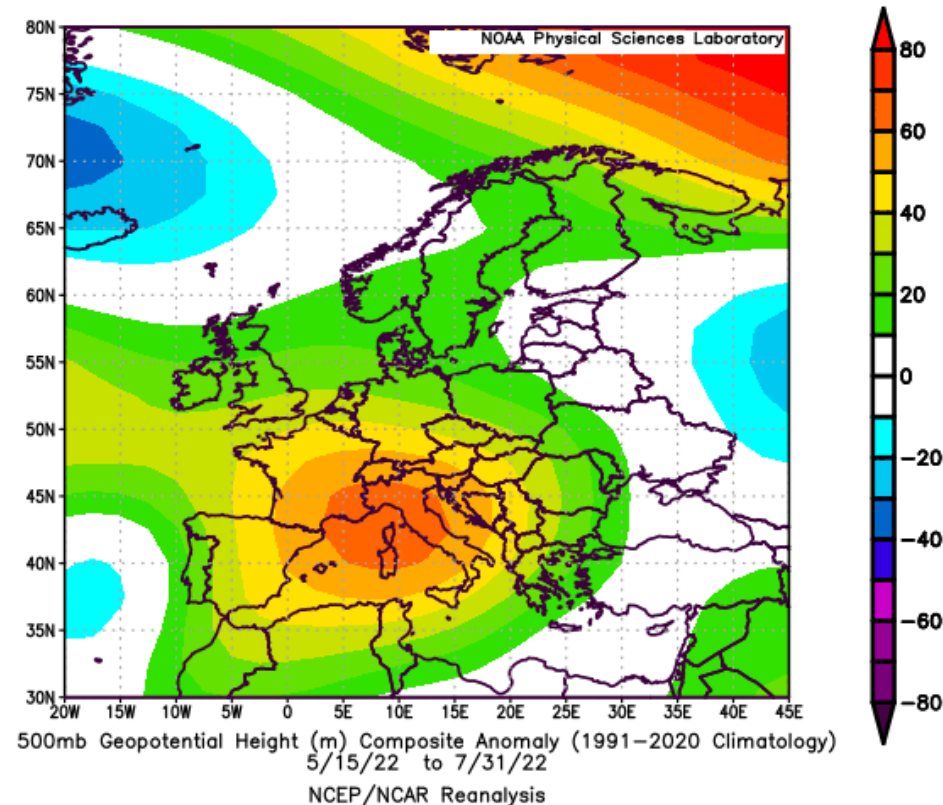 NOAA Physical Sciences Laboratory
80N
75N
70N
65N
60N
55N
50N
45N
40N
35N
30N
20W 15W 10W 5W 0 5E 10E 15E 20E 25E 30E 35E 40E 45E
80
60
40
20
0
−20
−40
−60
−80
500mb Geopotential Height (m) Composite Anomaly (1991−2020 Climatology)
5/15/22 to 7/31/22
NCEP/NCAR Reanalysis